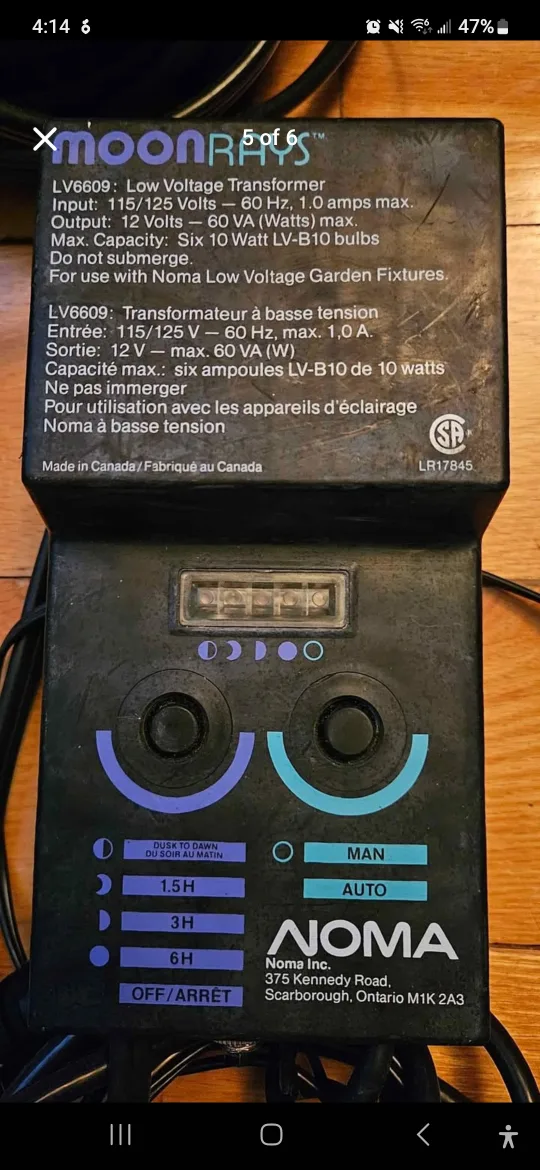 4:14
47%
5 of 6
moonRAYS™
LV6609: Low Voltage Transformer
Input: 115/125 Volts — 60 Hz, 1.0 amps max.
Output: 12 Volts — 60 VA (Watts) max.
Max. Capacity: Six 10 Watt LV-B10 bulbs
Do not submerge.
For use with Noma Low Voltage Garden Fixtures.
LV6609: Transformateur à basse tension
Entrée: 115/125 V — 60 Hz, max. 1,0 A.
Sortie: 12 V — max. 60 VA (W)
Capacité max.: six ampoules LV-B10 de 10 watts
Ne pas immerger
Pour utilisation avec les appareils d'éclairage
Noma à basse tension
SA
Made in Canada/Fabriqué au Canada
LR17845
DUSK TO DAWN
DU SOIR AU MATIN
1.5H
3H
6H
OFF/ARRÊT
MAN
AUTO
NOMA
Noma Inc.
375 Kennedy Road,
Scarborough, Ontario M1K 2A3